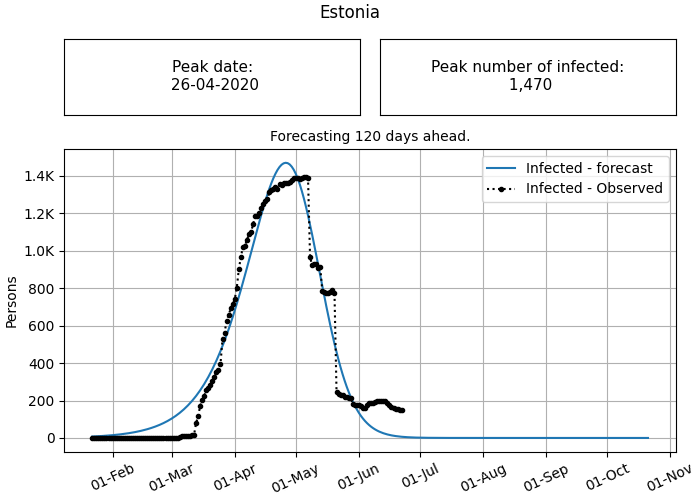 Estonia
Peak date:
26-04-2020
Peak number of infected:
1,470
Forecasting 120 days ahead.
Infected - forecast
Infected - Observed
1.4K
1.2K
1.0K
800
600
400
200
0
Persons
01-Feb
01-Mar
01-Apr
01-May
01-Jun
01-Jul
01-Aug
01-Sep
01-Oct
01-Nov